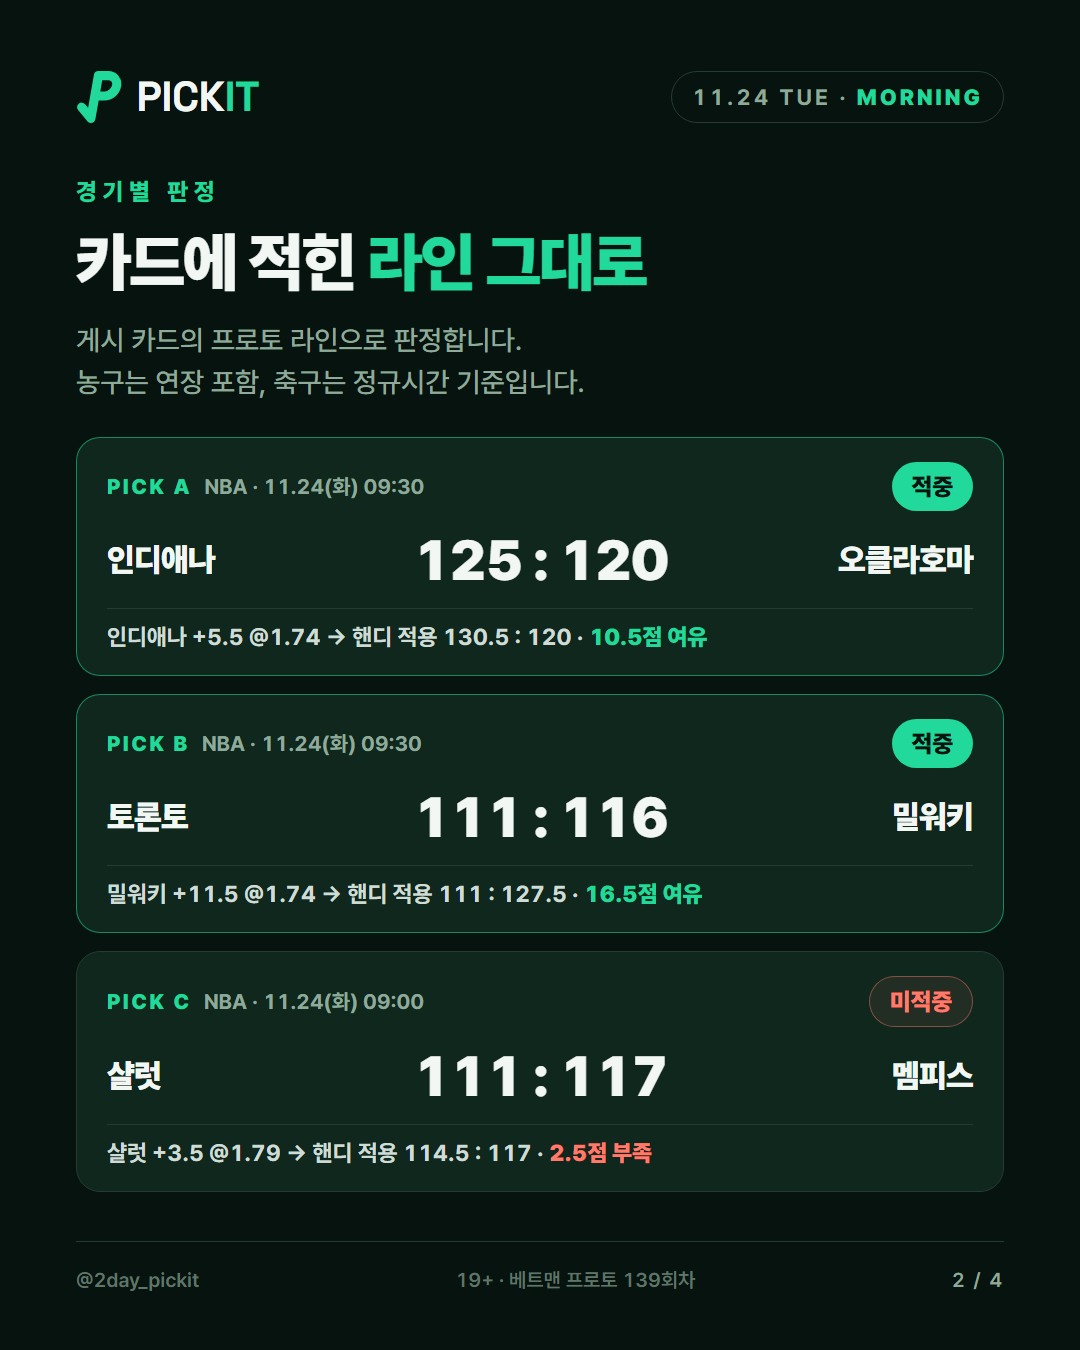 PICKIT
11.24 TUE · MORNING
경기별 판정
카드에 적힌 라인 그대로
게시 카드의 프로토 라인으로 판정합니다.
농구는 연장 포함, 축구는 정규시간 기준입니다.
PICK A NBA · 11.24(화) 09:30 적중
인디애나 125 : 120 오클라호마
인디애나 +5.5 @1.74 → 핸디 적용 130.5 : 120 · 10.5점 여유
PICK B NBA · 11.24(화) 09:30 적중
토론토 111 : 116 밀워키
밀워키 +11.5 @1.74 → 핸디 적용 111 : 127.5 · 16.5점 여유
PICK C NBA · 11.24(화) 09:00 미적중
샬럿 111 : 117 멤피스
샬럿 +3.5 @1.79 → 핸디 적용 114.5 : 117 · 2.5점 부족
@2day_pickit 19+ · 베트맨 프로토 139회차 2 / 4